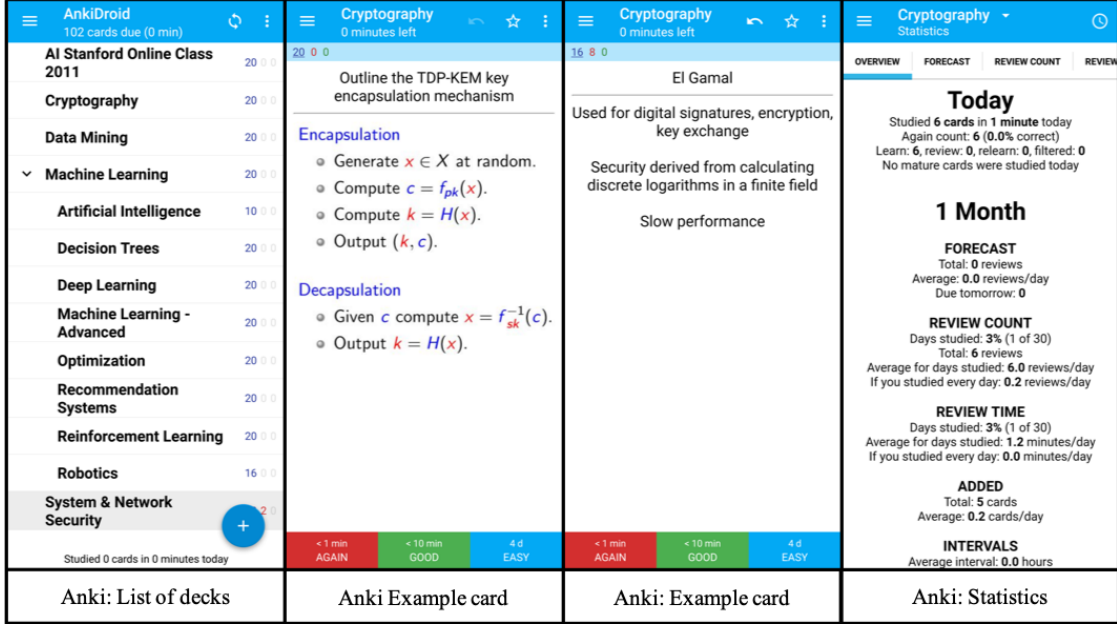 AnkiDroid
102 cards due (0 min)
AI Stanford Online Class
2011
20 0 0
Cryptography
20 0 0
Data Mining
20 0 0
Machine Learning
20 0 0
Artificial Intelligence
10 0 0
Decision Trees
20 0 0
Deep Learning
20 0 0
Machine Learning -
Advanced
20 0 0
Optimization
20 0 0
Recommendation
Systems
20 0 0
Reinforcement Learning
20 0 0
Robotics
16 0 0
System & Network
Security
2 0
+
Studied 0 cards in 0 minutes today
Anki: List of decks
Cryptography
0 minutes left
20 0 0
Outline the TDP-KEM key
encapsulation mechanism
Encapsulation
Generate x ∈ X at random.
Compute c = f_pk(x).
Compute k = H(x).
Output (k, c).
Decapsulation
Given c compute x = f_sk^−1(c).
Output k = H(x).
< 1 min
AGAIN
< 10 min
GOOD
4 d
EASY
Anki Example card
Cryptography
0 minutes left
16 8 0
El Gamal
Used for digital signatures, encryption,
key exchange
Security derived from calculating
discrete logarithms in a finite field
Slow performance
< 1 min
AGAIN
< 10 min
GOOD
4 d
EASY
Anki: Example card
Cryptography
Statistics
OVERVIEW FORECAST REVIEW COUNT REVIEW
Today
Studied 6 cards in 1 minute today
Again count: 6 (0.0% correct)
Learn: 6, review: 0, relearn: 0, filtered: 0
No mature cards were studied today
1 Month
FORECAST
Total: 0 reviews
Average: 0.0 reviews/day
Due tomorrow: 0
REVIEW COUNT
Days studied: 3% (1 of 30)
Total: 6 reviews
Average for days studied: 6.0 reviews/day
If you studied every day: 0.2 reviews/day
REVIEW TIME
Days studied: 3% (1 of 30)
Average for days studied: 1.2 minutes/day
If you studied every day: 0.0 minutes/day
ADDED
Total: 5 cards
Average: 0.2 cards/day
INTERVALS
Average interval: 0.0 hours
Anki: Statistics